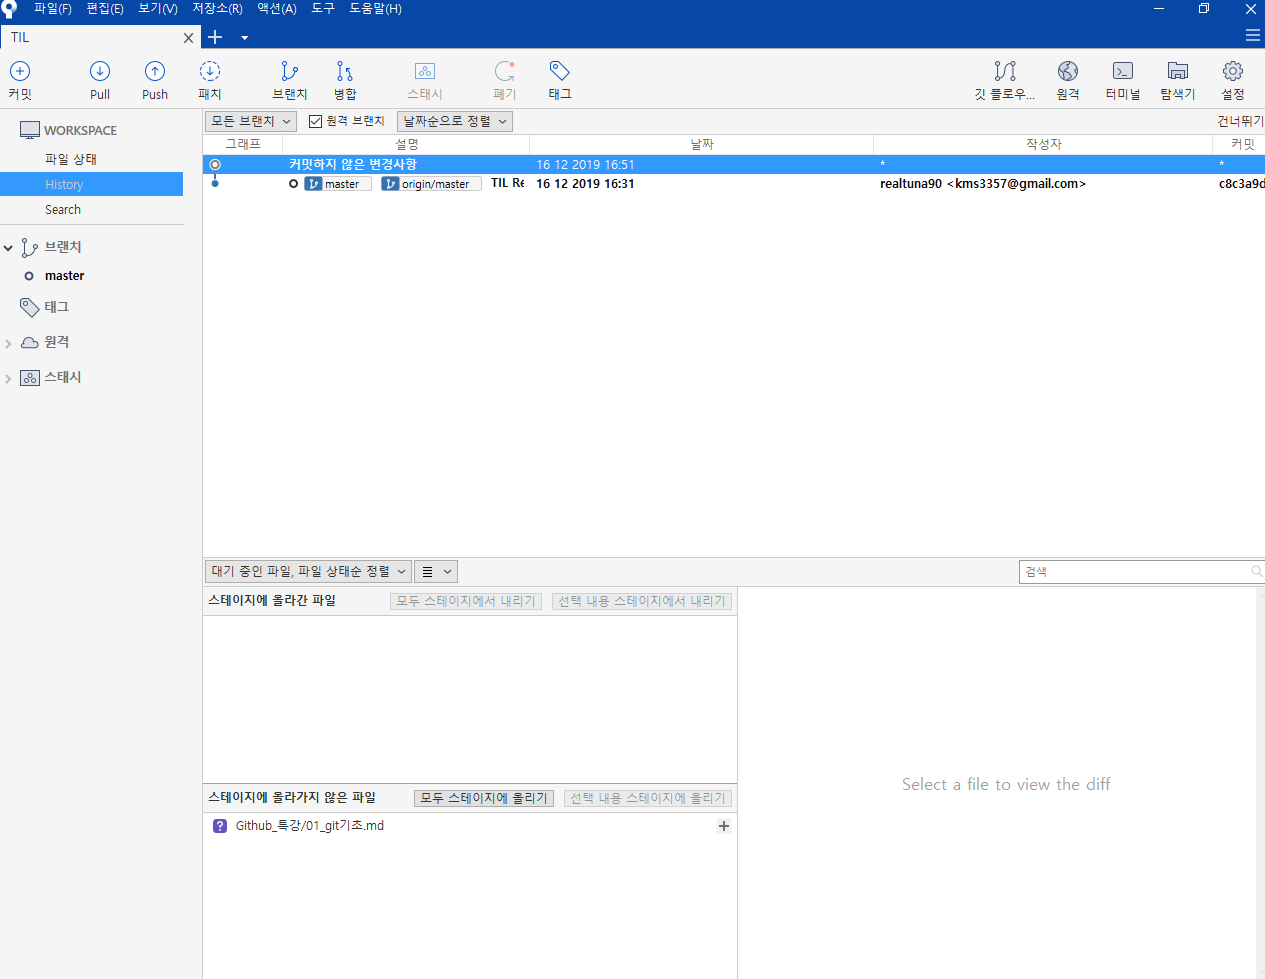 파일(F) 편집(E) 보기(V) 저장소(R) 액션(A) 도구 도움말(H)
TIL
커밋 Pull Push 패치 브랜치 병합 스태시 폐기 태그 깃 플로우... 원격 터미널 탐색기 설정
모든 브랜치 원격 브랜치 날짜순으로 정렬 건너뛰기
그래프 설명 날짜 작성자 커밋
커밋하지 않은 변경사항 16 12 2019 16:51 * *
master origin/master TIL Re 16 12 2019 16:31 realtuna90 <kms3357@gmail.com> c8c3a9d
WORKSPACE
파일 상태
History
Search
브랜치
master
태그
원격
스태시
대기 중인 파일, 파일 상태순 정렬 검색
스테이지에 올라간 파일 모두 스테이지에서 내리기 선택 내용 스테이지에서 내리기
스테이지에 올라가지 않은 파일 모두 스테이지에 올리기 선택 내용 스테이지에 올리기
? Github_특강/01_git기초.md
Select a file to view the diff